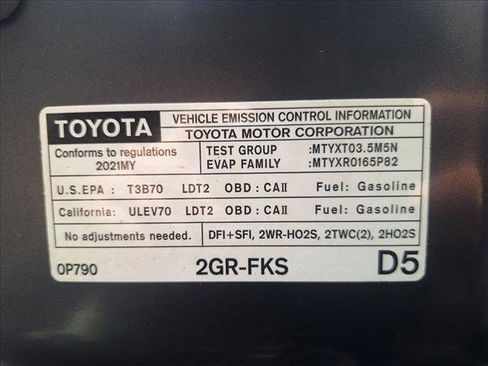 TOYOTA VEHICLE EMISSION CONTROL INFORMATION
TOYOTA MOTOR CORPORATION
Conforms to regulations TEST GROUP :MTYXT03.5M5N
2021MY EVAP FAMILY :MTYXR0165P82
U.S.EPA : T3B70 LDT2 OBD : CAⅡ Fuel: Gasoline
California: ULEV70 LDT2 OBD : CAⅡ Fuel: Gasoline
No adjustments needed. DFI+SFI, 2WR-HO2S, 2TWC(2), 2HO2S
0P790 2GR-FKS D5